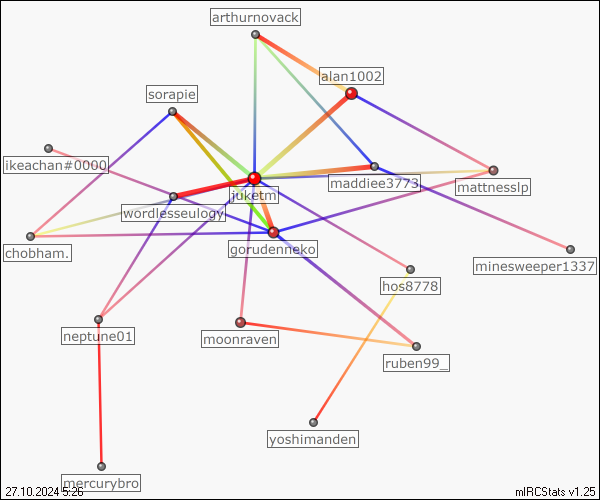 arthurnovack
alan1002
sorapie
ikeachan#0000
maddiee3773
mattnesslp
juketm
wordlesseulogy
gorudenneko
chobham.
minesweeper1337
hos8778
neptune01
moonraven
ruben99_
yoshimanden
mercurybro
27.10.2024 5:26
mIRCStats v1.25